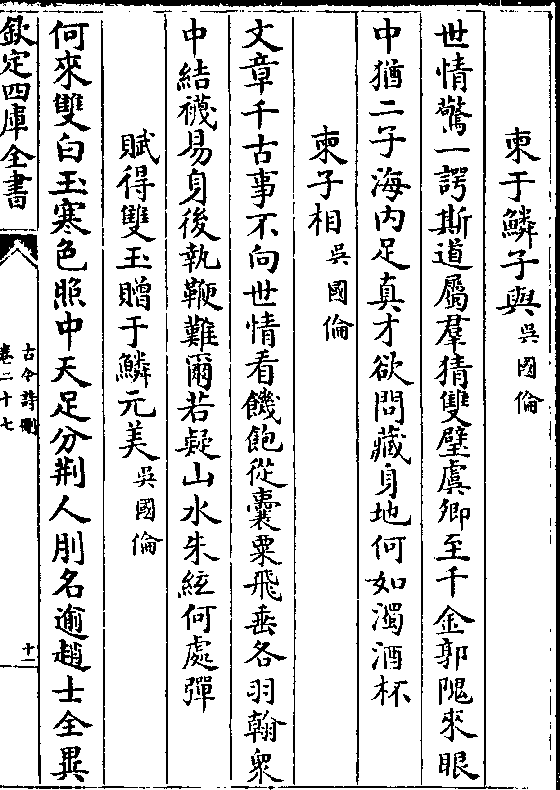 柬于鱗子與吳國倫
世情驚一諤斯道屬羣猜雙璧虞卿至千金郭隗來眼
中猶二子海內足真才欲問藏身地何如濁酒杯
柬子相吳國倫
文章千古事不向世情看饑飽從囊粟飛垂各羽翰衆
中結襪易身後執鞭難爾若疑山水朱絃何處彈
賦得雙玉贈于鱗元美吳國倫
何來雙白玉寒色照中天足分荆人刖名逾趙士全異
欽定四庫全書
古今詩刪
卷二十七
十二